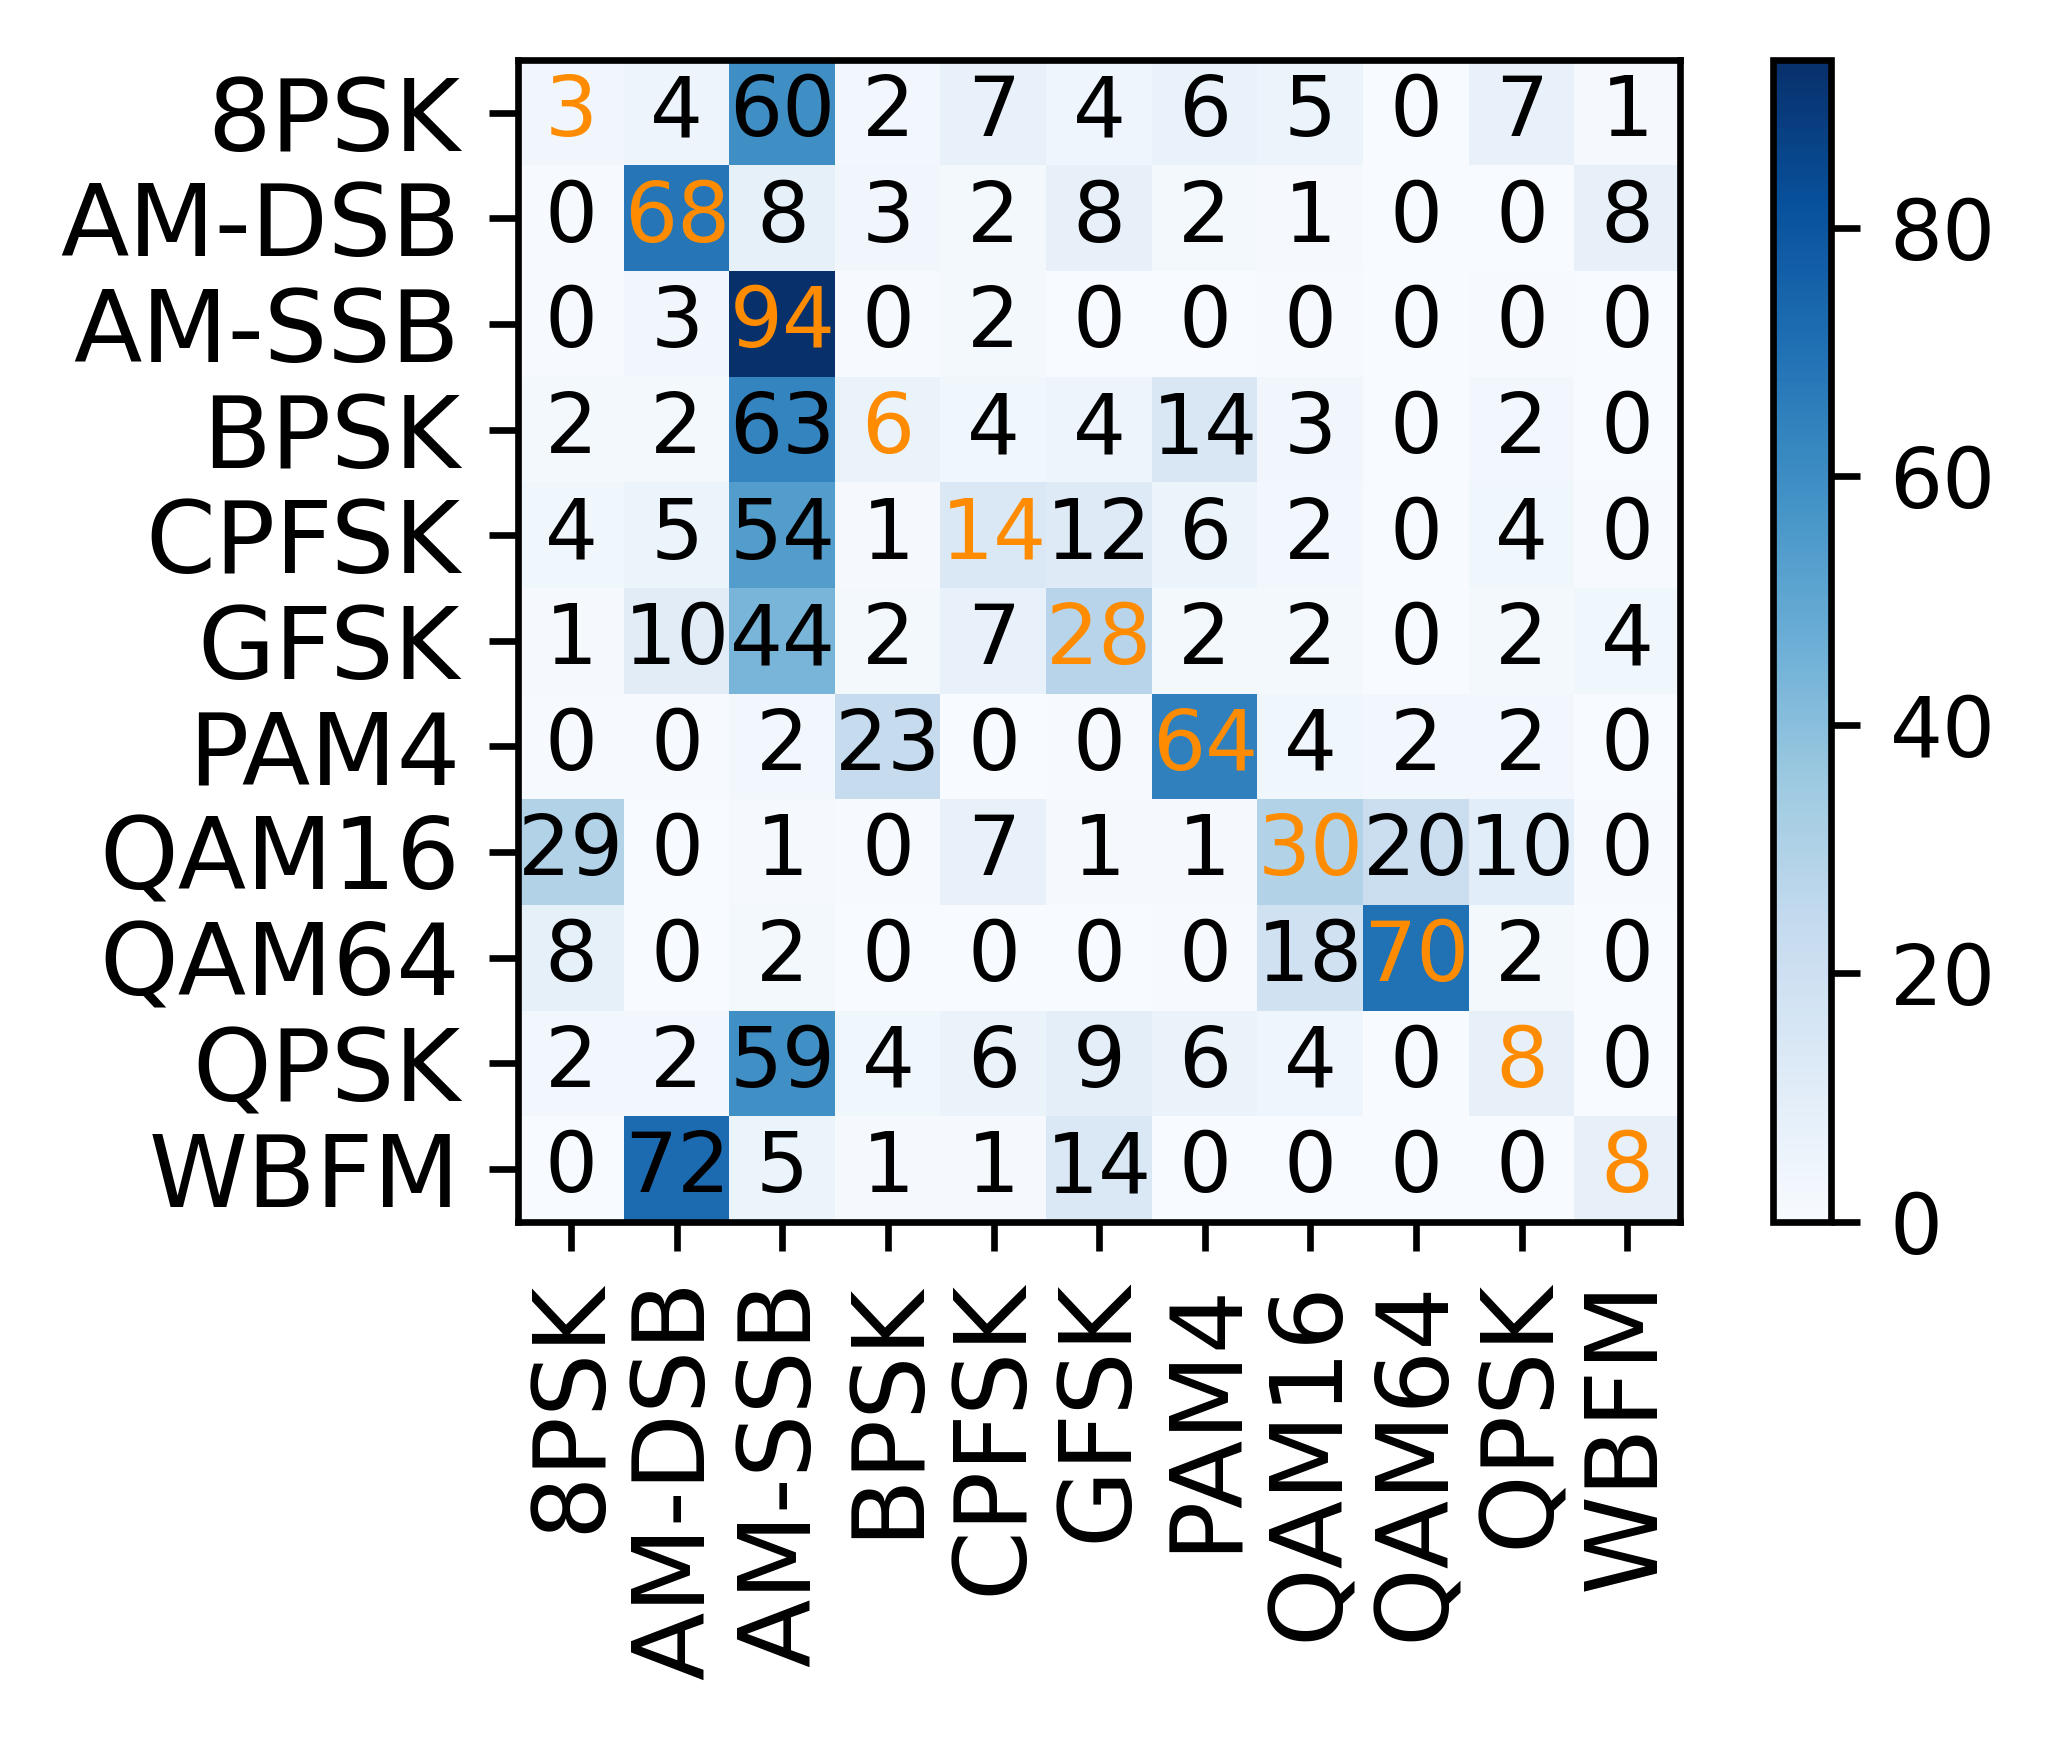 8PSK 3 4 60 2 7 4 6 5 0 7 1
AM-DSB 0 68 8 3 2 8 2 1 0 0 8
AM-SSB 0 3 94 0 2 0 0 0 0 0 0
BPSK 2 2 63 6 4 4 14 3 0 2 0
CPFSK 4 5 54 1 14 12 6 2 0 4 0
GFSK 1 10 44 2 7 28 2 2 0 2 4
PAM4 0 0 2 23 0 0 64 4 2 2 0
QAM16 29 0 1 0 7 1 1 30 20 10 0
QAM64 8 0 2 0 0 0 0 18 70 2 0
QPSK 2 2 59 4 6 9 6 4 0 8 0
WBFM 0 72 5 1 1 14 0 0 0 0 8
8PSK AM-DSB AM-SSB BPSK CPFSK GFSK PAM4 QAM16 QAM64 QPSK WBFM
80
60
40
20
0